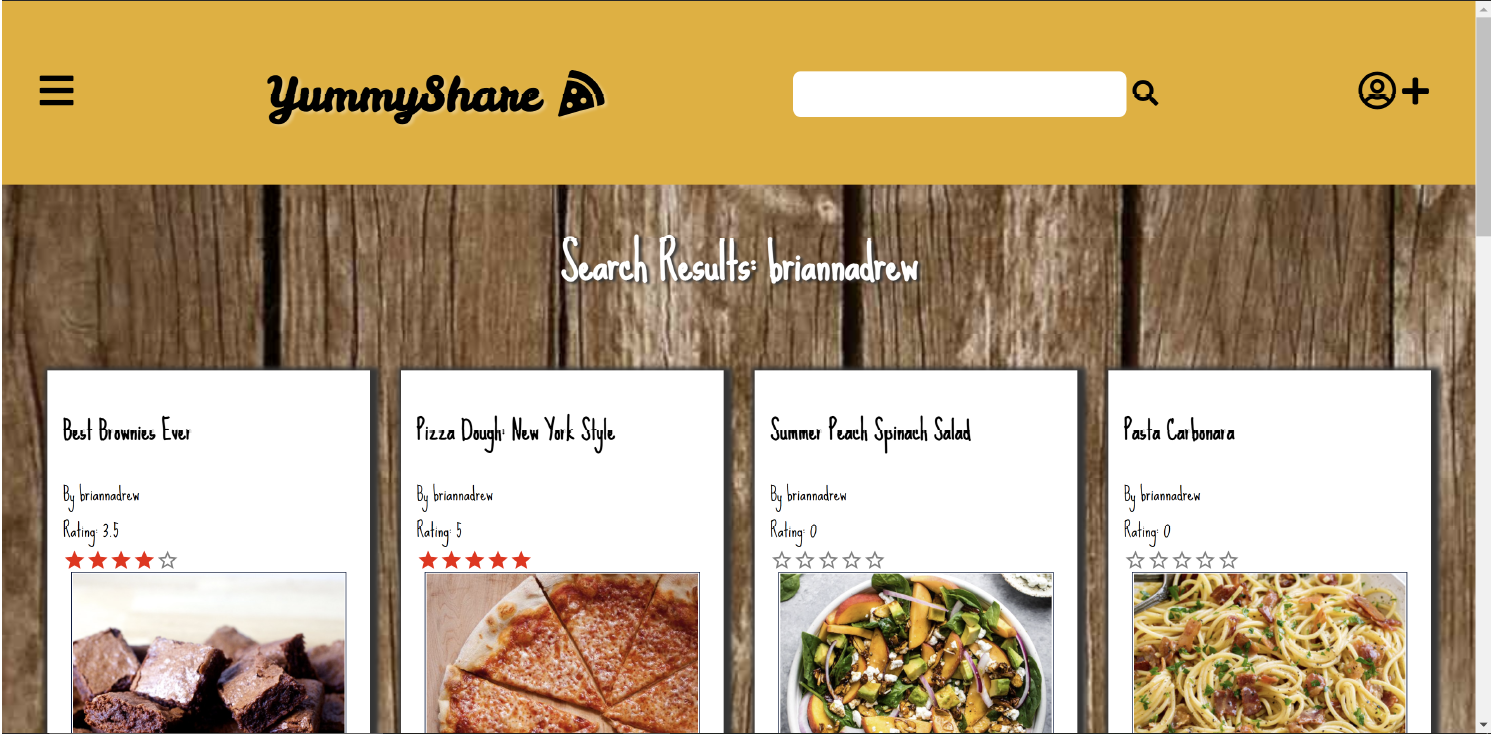 YummyShare
Search Results: briannadrew
Best Brownies Ever
By briannadrew
Rating: 3.5
Pizza Dough: New York Style
By briannadrew
Rating: 5
Summer Peach Spinach Salad
By briannadrew
Rating: 0
Pasta Carbonara
By briannadrew
Rating: 0